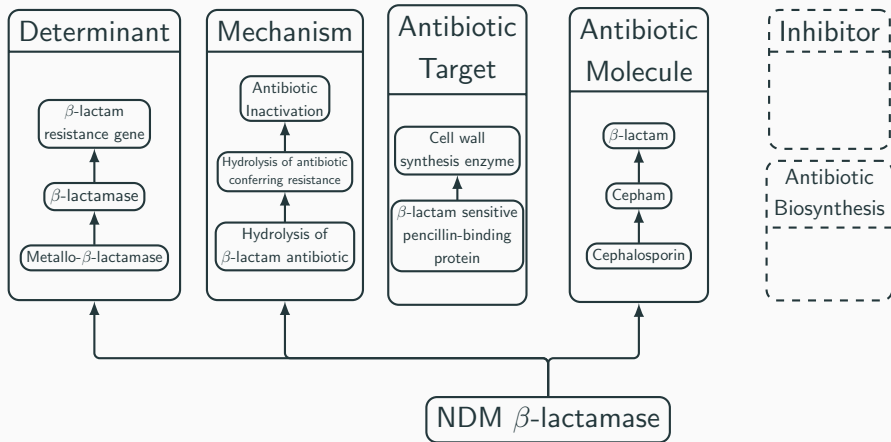 Determinant
β-lactam
resistance gene
β-lactamase
Metallo-β-lactamase
Mechanism
Antibiotic
Inactivation
Hydrolysis of antibiotic
conferring resistance
Hydrolysis of
β-lactam antibiotic
Antibiotic
Target
Cell wall
synthesis enzyme
β-lactam sensitive
pencillin-binding
protein
Antibiotic
Molecule
β-lactam
Cepham
Cephalosporin
Inhibitor
Antibiotic
Biosynthesis
NDM β-lactamase